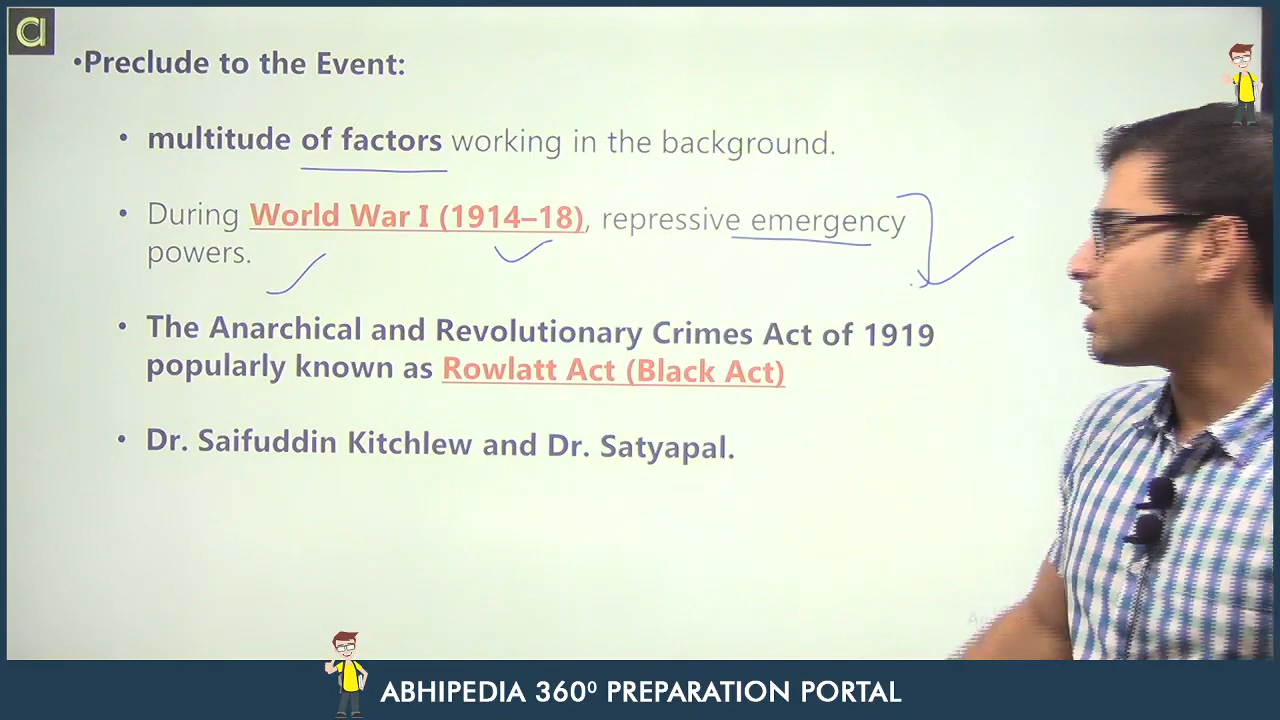 •Preclude to the Event:
• multitude of factors working in the background.
• During World War I (1914–18), repressive emergency
powers.
• The Anarchical and Revolutionary Crimes Act of 1919
popularly known as Rowlatt Act (Black Act)
• Dr. Saifuddin Kitchlew and Dr. Satyapal.
ABHIPEDIA 360⁰ PREPARATION PORTAL